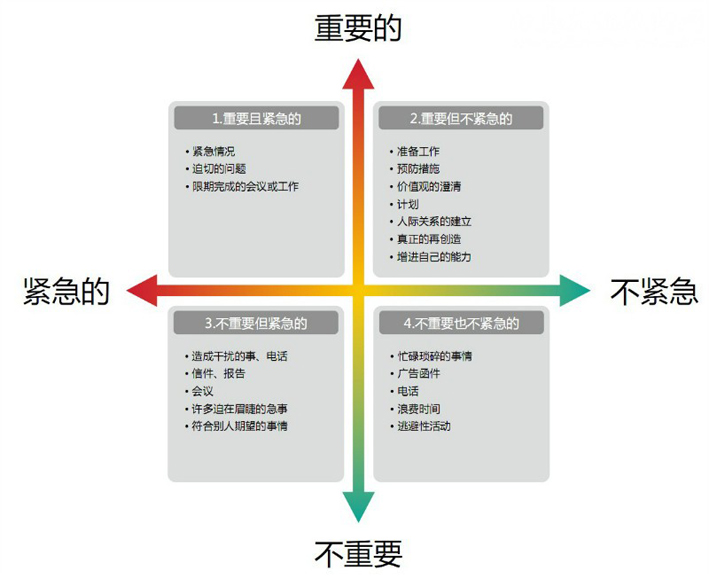 重要的
1.重要且紧急的
• 紧急情况
• 迫切的问题
• 限期完成的会议或工作
2.重要但不紧急的
• 准备工作
• 预防措施
• 价值观的澄清
• 计划
• 人际关系的建立
• 真正的再创造
• 增进自己的能力
紧急的
不紧急
3.不重要但紧急的
• 造成干扰的事、电话
• 信件、报告
• 会议
• 许多迫在眉睫的急事
• 符合别人期望的事情
4.不重要也不紧急的
• 忙碌琐碎的事情
• 广告函件
• 电话
• 浪费时间
• 逃避性活动
不重要